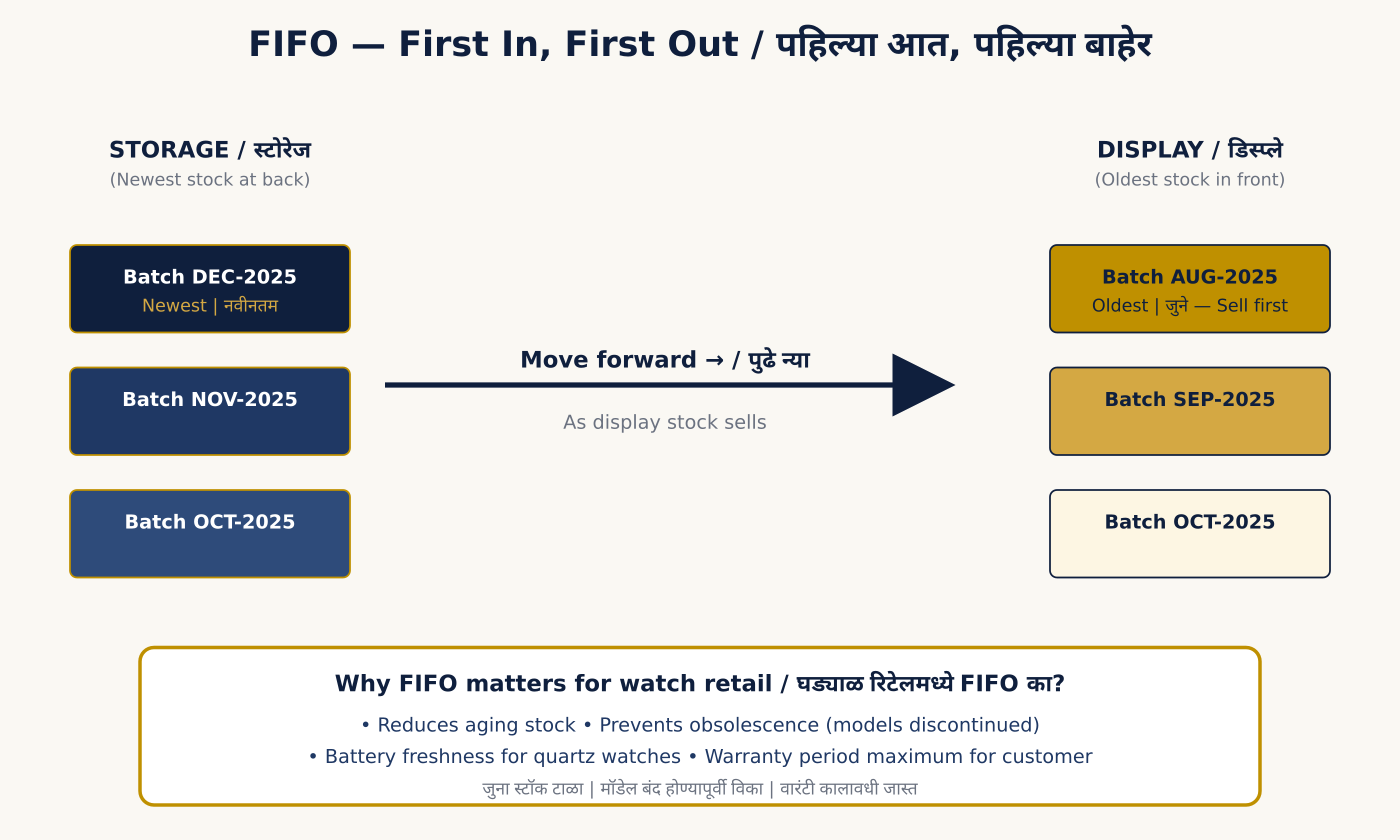 FIFO — First In, First Out / पहिल्या आत, पहिल्या बाहेर
STORAGE / स्टोरेज
(Newest stock at back)
Batch DEC-2025
Newest | नवीनतम
Batch NOV-2025
Batch OCT-2025
Move forward → / पुढे न्या
As display stock sells
DISPLAY / डिस्प्ले
(Oldest stock in front)
Batch AUG-2025
Oldest | जुने — Sell first
Batch SEP-2025
Batch OCT-2025
Why FIFO matters for watch retail / घड्याळ रिटेलमध्ये FIFO का?
• Reduces aging stock • Prevents obsolescence (models discontinued)
• Battery freshness for quartz watches • Warranty period maximum for customer
जुना स्टॉक टाळा | मॉडेल बंद होण्यापूर्वी विका | वारंटी कालावधी जास्त